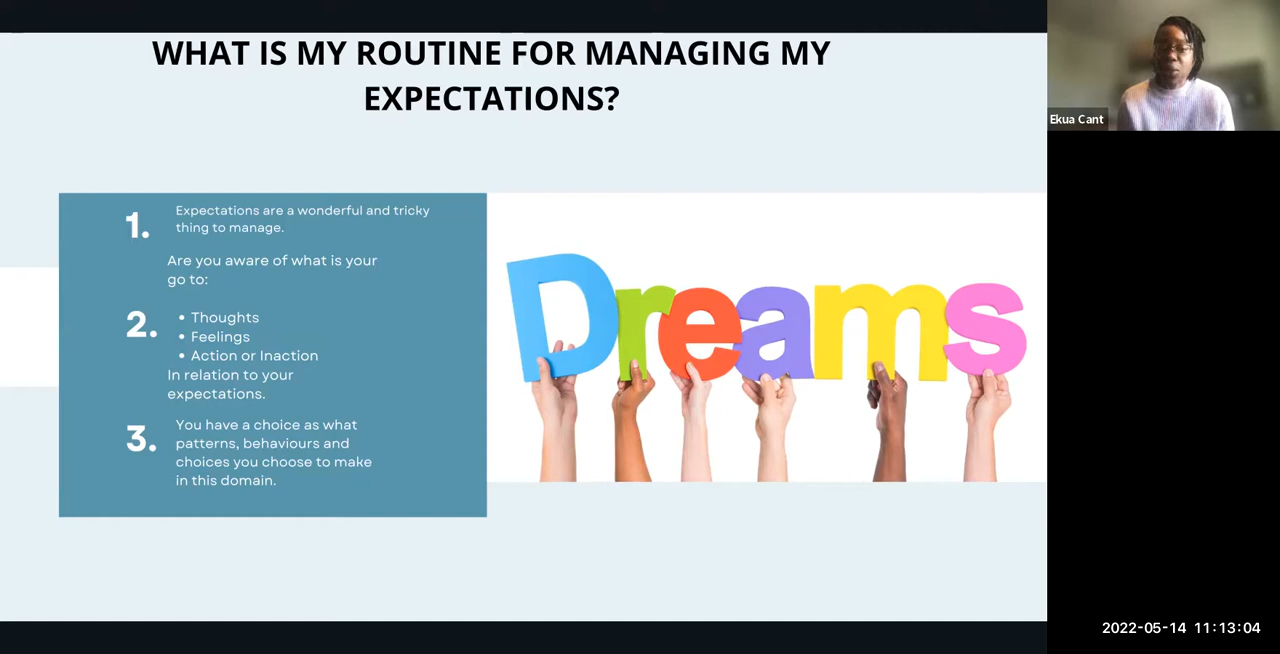 WHAT IS MY ROUTINE FOR MANAGING MY
EXPECTATIONS?
1.
Expectations are a wonderful and tricky
thing to manage.
Are you aware of what is your
go to:
2.
• Thoughts
• Feelings
• Action or Inaction
In relation to your
expectations.
3.
You have a choice as what
patterns, behaviours and
choices you choose to make
in this domain.
Dreams
Ekua Cant
2022-05-14 11:13:04